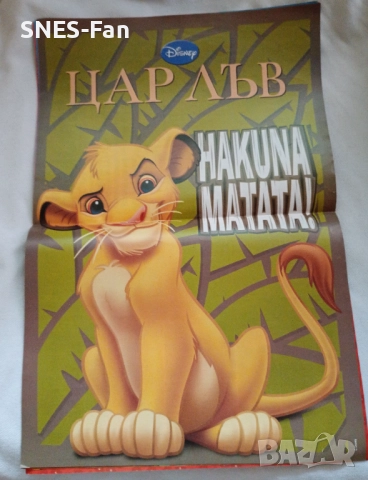 SNES-Fan
Disney
ЦАР ЛЪВ
HAKUNA
MATATA!
BAZAR